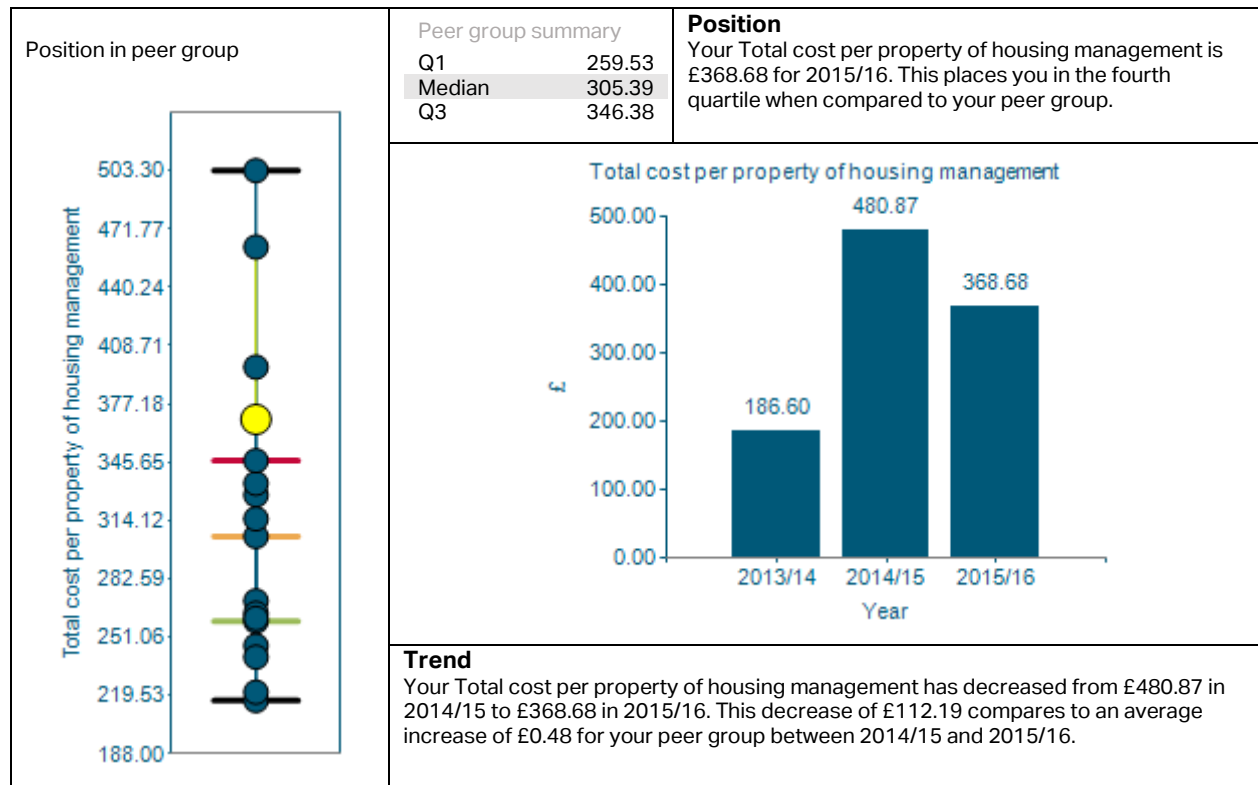 Position in peer group
503.30
471.77
440.24
408.71
377.18
345.65
314.12
282.59
251.06
219.53
188.00
Total cost per property of housing management
Peer group summary
Q1 259.53
Median 305.39
Q3 346.38
Position
Your Total cost per property of housing management is
£368.68 for 2015/16. This places you in the fourth
quartile when compared to your peer group.
Total cost per property of housing management
500.00
400.00
300.00
200.00
100.00
0.00
£
186.60
480.87
368.68
2013/14 2014/15 2015/16
Year
Trend
Your Total cost per property of housing management has decreased from £480.87 in
2014/15 to £368.68 in 2015/16. This decrease of £112.19 compares to an average
increase of £0.48 for your peer group between 2014/15 and 2015/16.